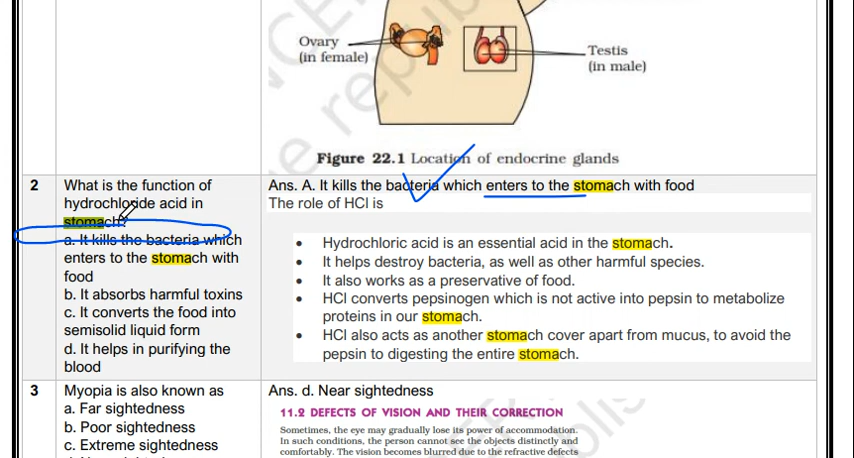 Ovary
(in female)
Testis
(in male)
Figure 22.1 Location of endocrine glands
2
What is the function of
hydrochloride acid in
stomach?
a. It kills the bacteria which
enters to the stomach with
food
b. It absorbs harmful toxins
c. It converts the food into
semisolid liquid form
d. It helps in purifying the
blood
Ans. A. It kills the bacteria which enters to the stomach with food
The role of HCl is
• Hydrochloric acid is an essential acid in the stomach.
• It helps destroy bacteria, as well as other harmful species.
• It also works as a preservative of food.
• HCl converts pepsinogen which is not active into pepsin to metabolize
proteins in our stomach.
• HCl also acts as another stomach cover apart from mucus, to avoid the
pepsin to digesting the entire stomach.
3
Myopia is also known as
a. Far sightedness
b. Poor sightedness
c. Extreme sightedness
Ans. d. Near sightedness
11.2 DEFECTS OF VISION AND THEIR CORRECTION
Sometimes, the eye may gradually lose its power of accommodation.
In such conditions, the person cannot see the objects distinctly and
comfortably. The vision becomes blurred due to the refractive defects